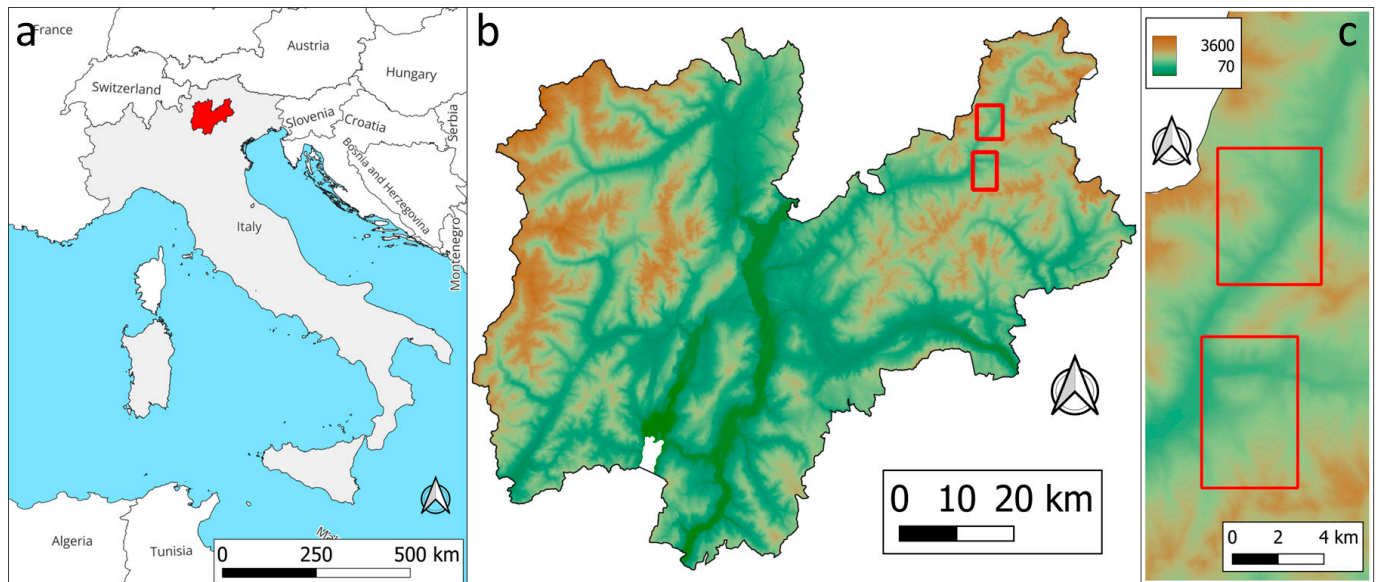 a
France
Austria
Hungary
Switzerland
Slovenia
Croatia
Serbia
Bosnia and Herzegovina
Montenegro
Italy
Algeria
Tunisia
0 250 500 km
b
0 10 20 km
c
3600
70
0 2 4 km